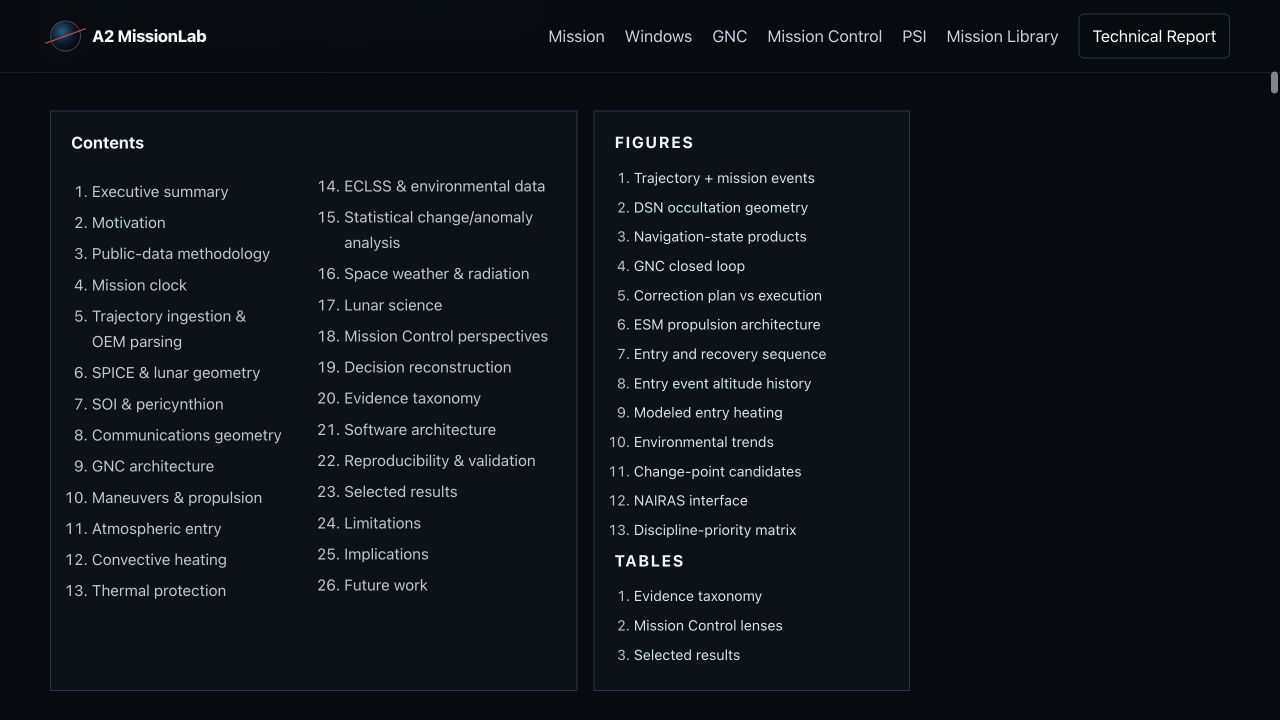 A2 MissionLab
Mission Windows GNC Mission Control PSI Mission Library Technical Report
Contents
1. Executive summary
2. Motivation
3. Public-data methodology
4. Mission clock
5. Trajectory ingestion &
OEM parsing
6. SPICE & lunar geometry
7. SOI & pericynthion
8. Communications geometry
9. GNC architecture
10. Maneuvers & propulsion
11. Atmospheric entry
12. Convective heating
13. Thermal protection
14. ECLSS & environmental data
15. Statistical change/anomaly
analysis
16. Space weather & radiation
17. Lunar science
18. Mission Control perspectives
19. Decision reconstruction
20. Evidence taxonomy
21. Software architecture
22. Reproducibility & validation
23. Selected results
24. Limitations
25. Implications
26. Future work
FIGURES
1. Trajectory + mission events
2. DSN occultation geometry
3. Navigation-state products
4. GNC closed loop
5. Correction plan vs execution
6. ESM propulsion architecture
7. Entry and recovery sequence
8. Entry event altitude history
9. Modeled entry heating
10. Environmental trends
11. Change-point candidates
12. NAIRAS interface
13. Discipline-priority matrix
TABLES
1. Evidence taxonomy
2. Mission Control lenses
3. Selected results